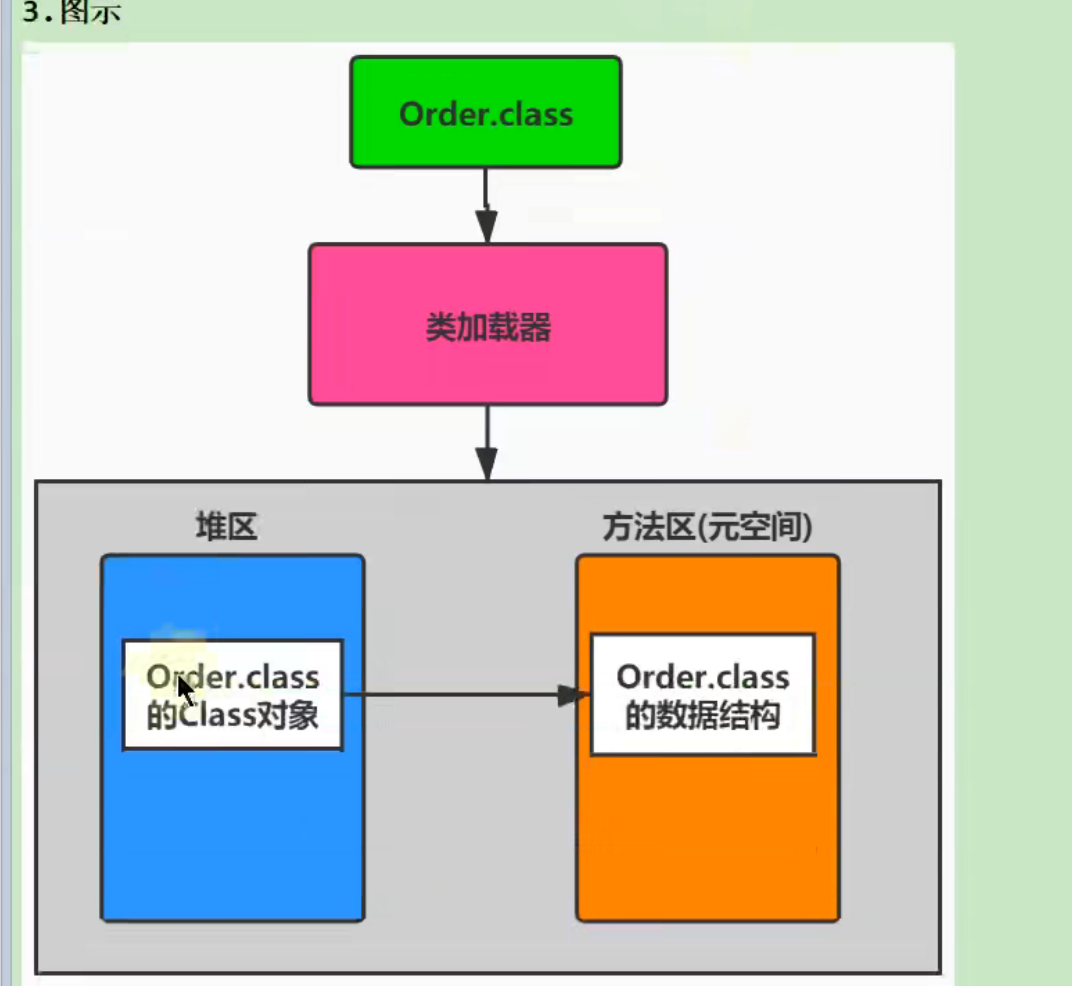 3.图示
Order.class
类加载器
堆区
方法区(元空间)
Order.class
的Class对象
Order.class
的数据结构